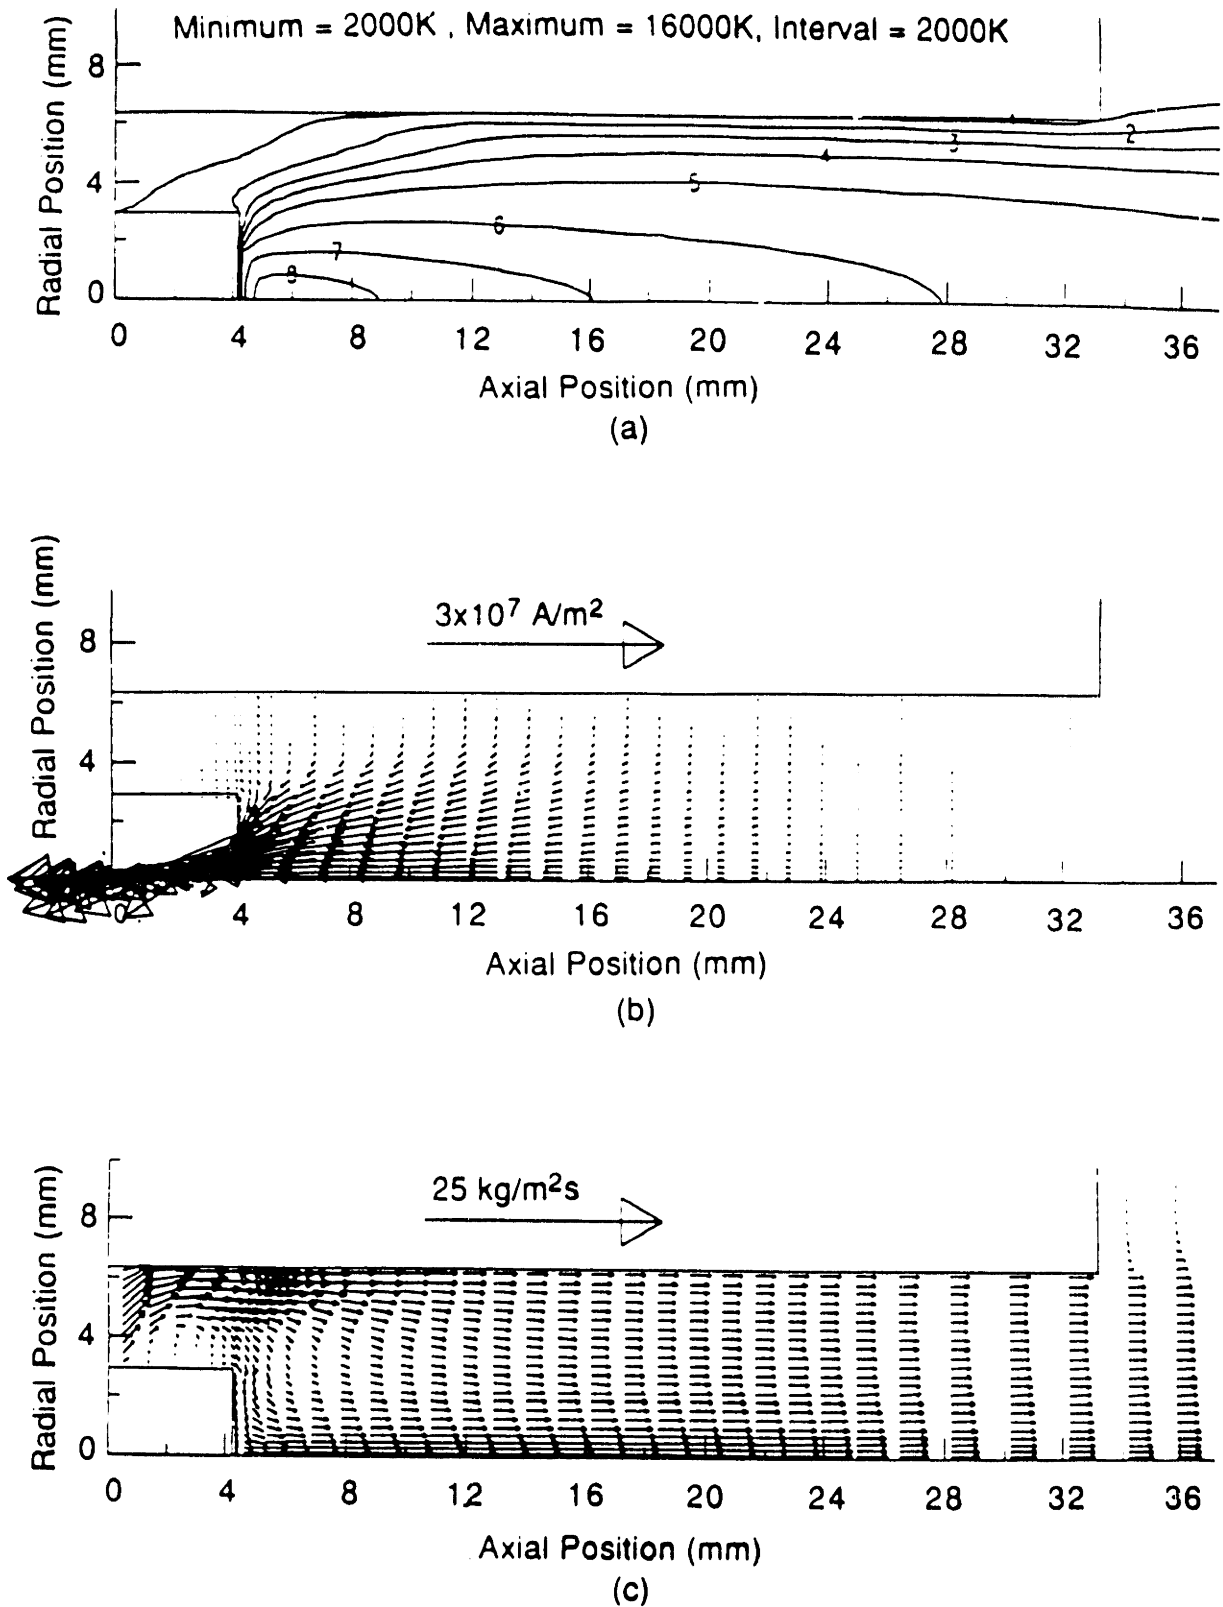 Minimum = 2000K , Maximum = 16000K, Interval = 2000K
Radial Position (mm)
8
4
0
2
3
4
5
6
7
8
0 4 8 12 16 20 24 28 32 36
Axial Position (mm)
(a)
3x10⁷ A/m²
Radial Position (mm)
8
4
0 4 8 12 16 20 24 28 32 36
Axial Position (mm)
(b)
25 kg/m²s
Radial Position (mm)
8
4
0
0 4 8 12 16 20 24 28 32 36
Axial Position (mm)
(c)